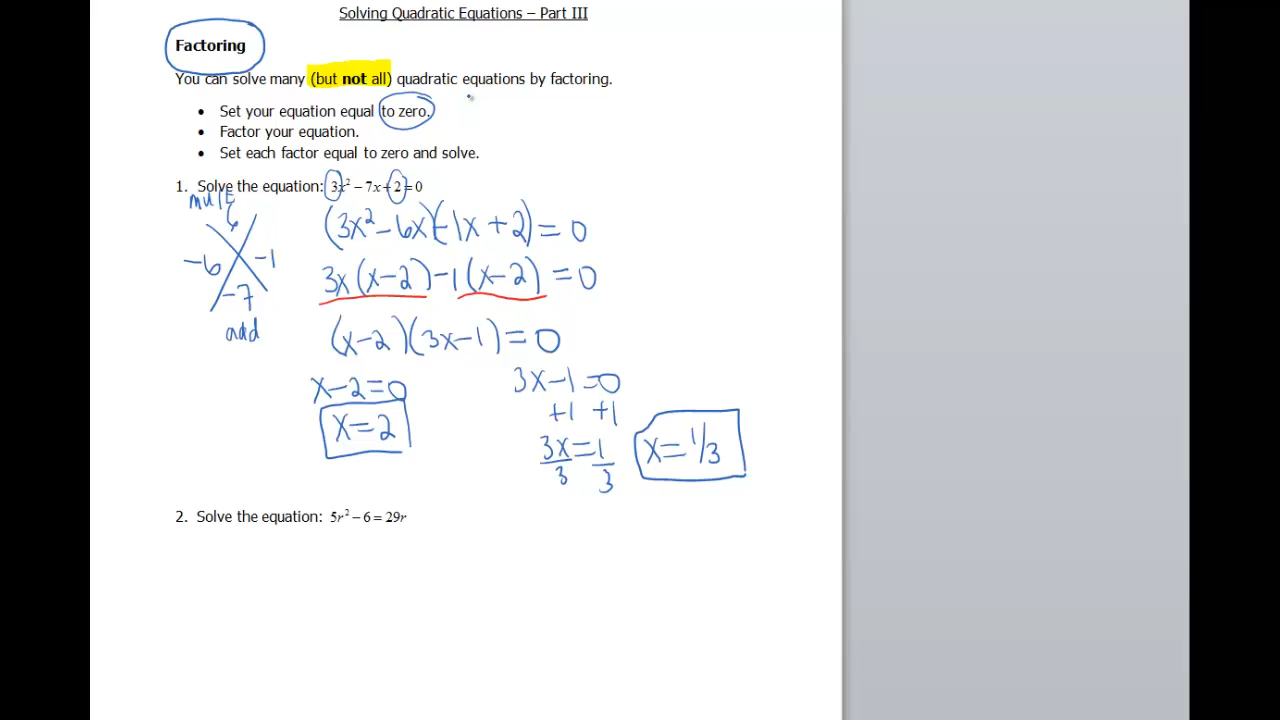 Solving Quadratic Equations – Part III
Factoring
You can solve many (but not all) quadratic equations by factoring.
• Set your equation equal to zero.
• Factor your equation.
• Set each factor equal to zero and solve.
1. Solve the equation: 3x² – 7x + 2 = 0
mult
6
-6 -1
-7
add
(3x² - 6x)(-1x + 2) = 0
3x(x-2) -1(x-2) = 0
(x-2)(3x-1) = 0
x-2=0
x=2
3x-1=0
+1 +1
3x=1
3 3
x=1/3
2. Solve the equation: 5r² – 6 = 29r